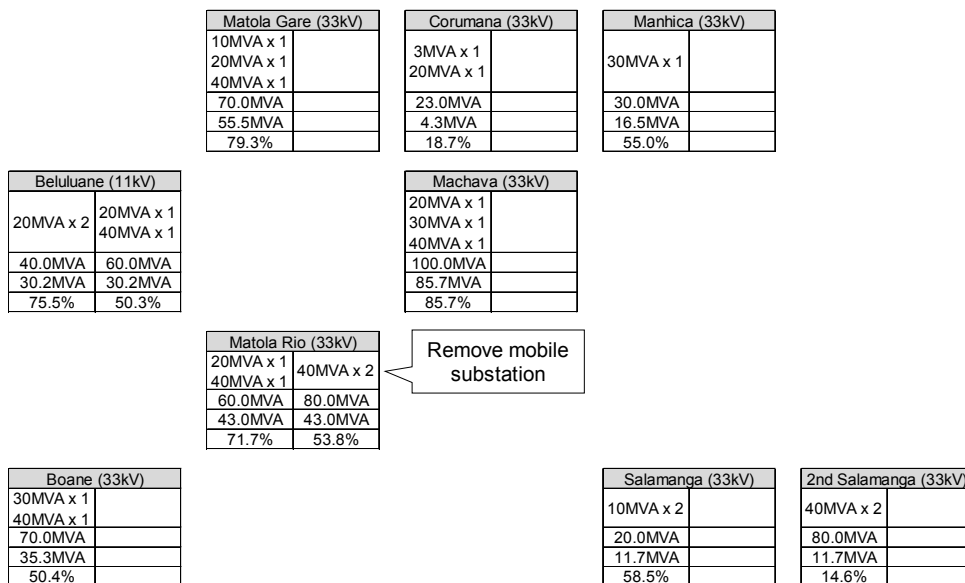 Matola Gare (33kV)
10MVA x 1
20MVA x 1
40MVA x 1
70.0MVA
55.5MVA
79.3%
Corumana (33kV)
3MVA x 1
20MVA x 1
23.0MVA
4.3MVA
18.7%
Manhica (33kV)
30MVA x 1
30.0MVA
16.5MVA
55.0%
Beluluane (11kV)
20MVA x 2
20MVA x 1
40MVA x 1
40.0MVA 60.0MVA
30.2MVA 30.2MVA
75.5% 50.3%
Machava (33kV)
20MVA x 1
30MVA x 1
40MVA x 1
100.0MVA
85.7MVA
85.7%
Matola Rio (33kV)
20MVA x 1
40MVA x 1
40MVA x 2
60.0MVA 80.0MVA
43.0MVA 43.0MVA
71.7% 53.8%
Remove mobile
substation
Boane (33kV)
30MVA x 1
40MVA x 1
70.0MVA
35.3MVA
50.4%
Salamanga (33kV)
10MVA x 2
20.0MVA
11.7MVA
58.5%
2nd Salamanga (33kV)
40MVA x 2
80.0MVA
11.7MVA
14.6%